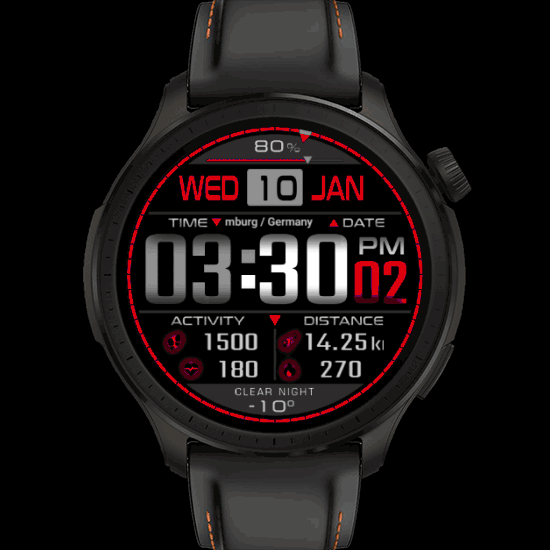 80%
WED 10 JAN
TIME mburg / Germany DATE
03:30 PM 02
ACTIVITY DISTANCE
1500 14.25 k
180 270
CLEAR NIGHT
-10°